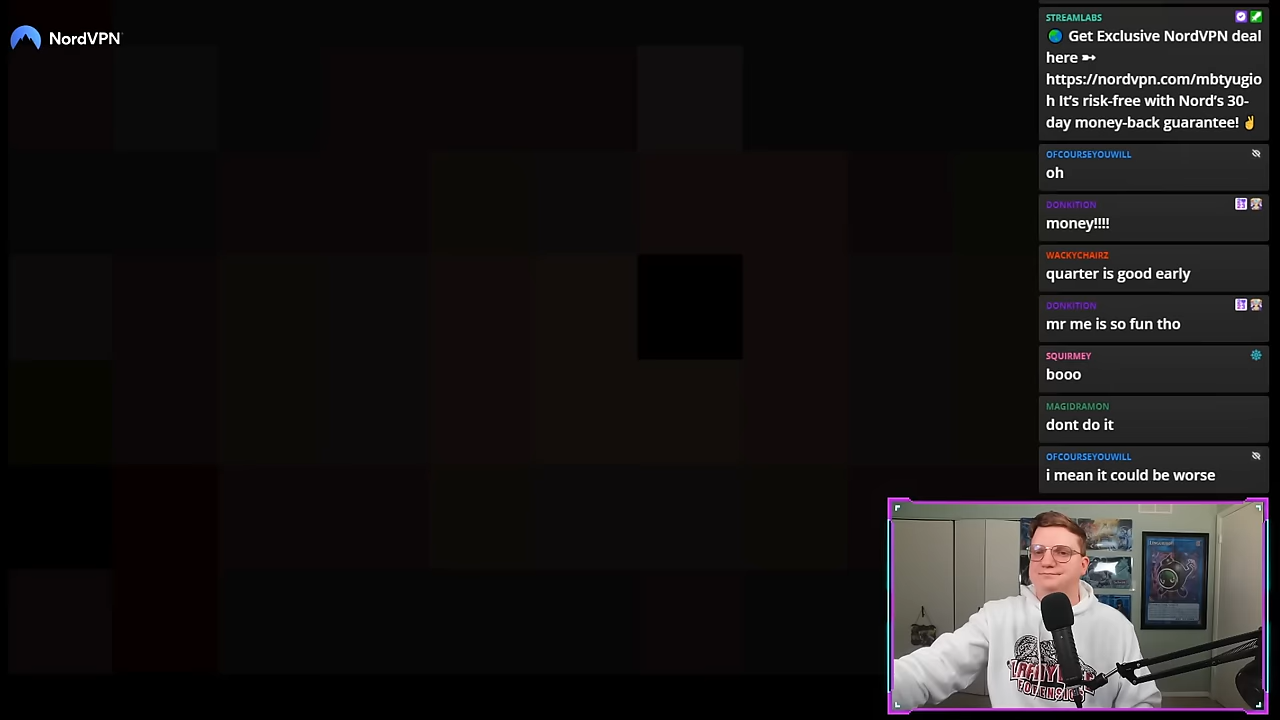 NordVPN
STREAMLABS
🌏 Get Exclusive NordVPN deal
here ➼
https://nordvpn.com/mbtyugio
h It’s risk-free with Nord’s 30-
day money-back guarantee! ✌
OFCOURSEYOUWILL
oh
DONKITION
money!!!!
WACKYCHAIRZ
quarter is good early
DONKITION
mr me is so fun tho
SQUIRMEY
booo
MAGIDRAMON
dont do it
OFCOURSEYOUWILL
i mean it could be worse